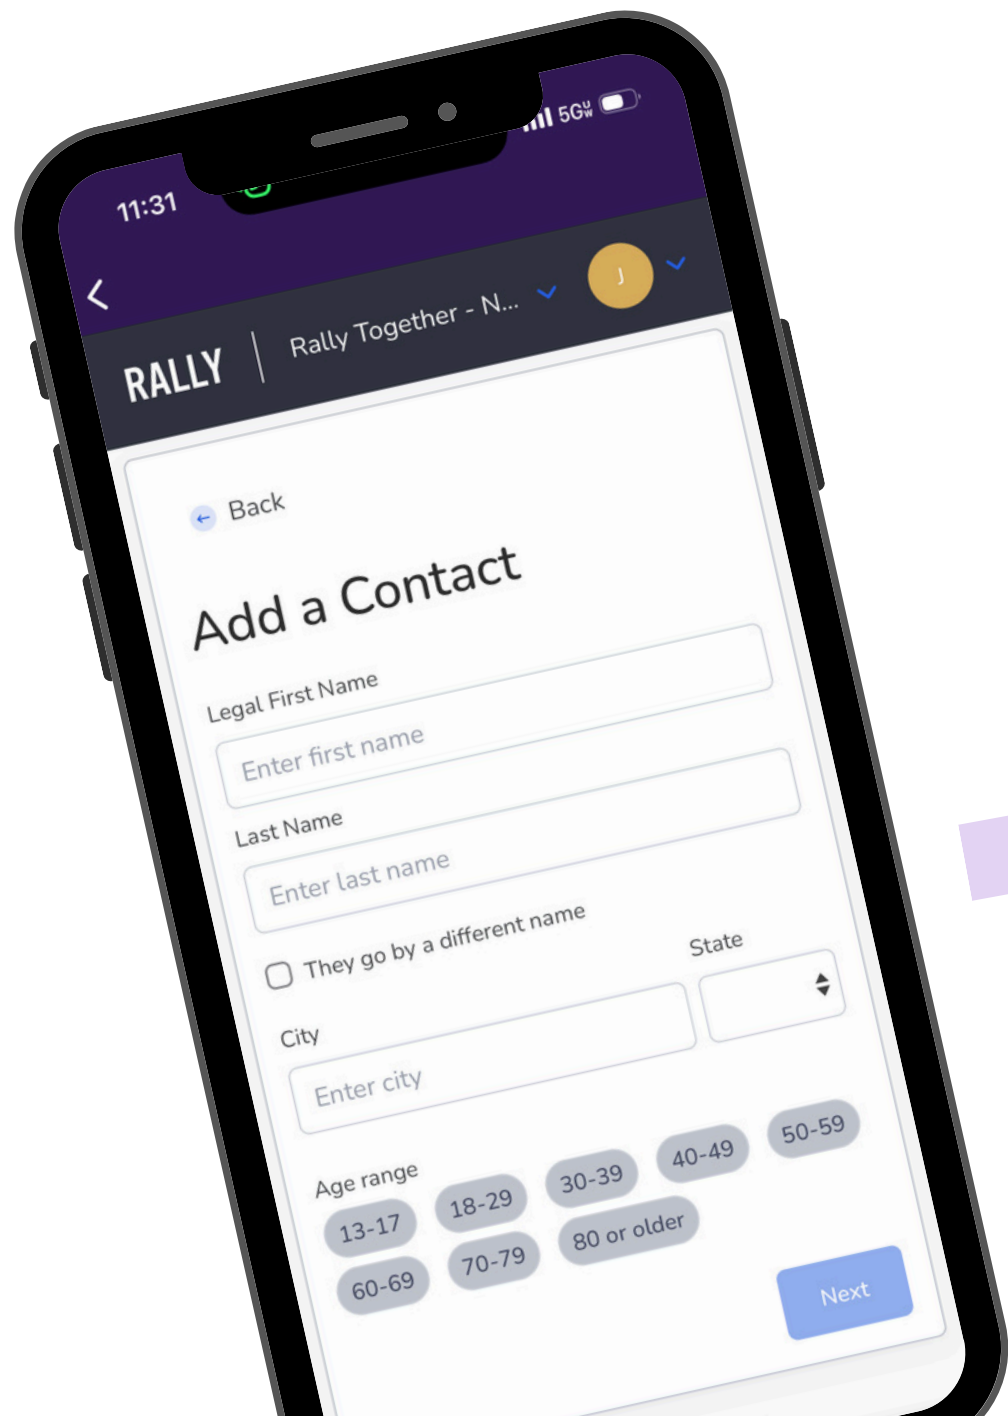 11:31
5GUW
RALLY
Rally Together - N...
J
Back
Add a Contact
Legal First Name
Enter first name
Last Name
Enter last name
They go by a different name
City
State
Enter city
Age range
13-17 18-29 30-39 40-49 50-59
60-69 70-79 80 or older
Next